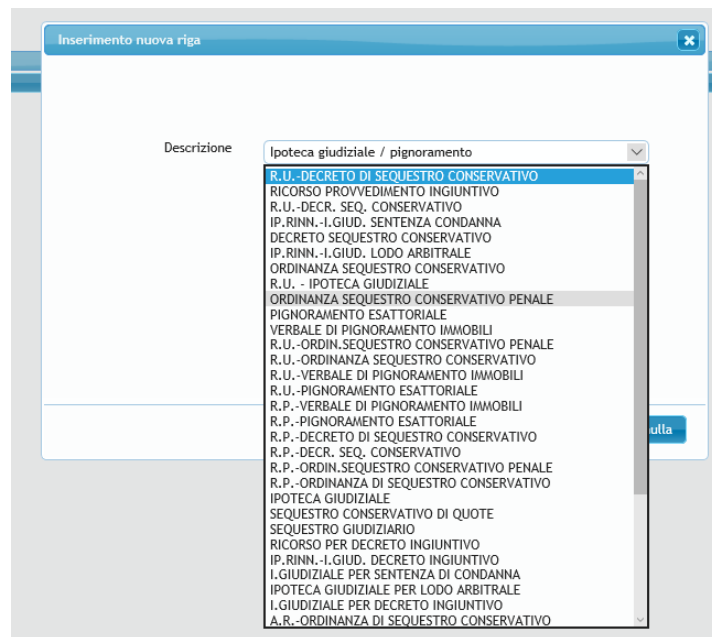 Inserimento nuova riga
Descrizione
Ipoteca giudiziale / pignoramento
R.U.-DECRETO DI SEQUESTRO CONSERVATIVO
RICORSO PROVVEDIMENTO INGIUNTIVO
R.U.-DECR. SEQ. CONSERVATIVO
IP.RINN.-I.GIUD. SENTENZA CONDANNA
DECRETO SEQUESTRO CONSERVATIVO
IP.RINN.-I.GIUD. LODO ARBITRALE
ORDINANZA SEQUESTRO CONSERVATIVO
R.U. - IPOTECA GIUDIZIALE
ORDINANZA SEQUESTRO CONSERVATIVO PENALE
PIGNORAMENTO ESATTORIALE
VERBALE DI PIGNORAMENTO IMMOBILI
R.U.-ORDIN.SEQUESTRO CONSERVATIVO PENALE
R.U.-ORDINANZA SEQUESTRO CONSERVATIVO
R.U.-VERBALE DI PIGNORAMENTO IMMOBILI
R.U.-PIGNORAMENTO ESATTORIALE
R.P.-VERBALE DI PIGNORAMENTO IMMOBILI
R.P.-PIGNORAMENTO ESATTORIALE
R.P.-DECRETO DI SEQUESTRO CONSERVATIVO
R.P.-DECR. SEQ. CONSERVATIVO
R.P.-ORDIN.SEQUESTRO CONSERVATIVO PENALE
R.P.-ORDINANZA DI SEQUESTRO CONSERVATIVO
IPOTECA GIUDIZIALE
SEQUESTRO CONSERVATIVO DI QUOTE
SEQUESTRO GIUDIZIARIO
RICORSO PER DECRETO INGIUNTIVO
IP.RINN.-I.GIUD. DECRETO INGIUNTIVO
I.GIUDIZIALE PER SENTENZA DI CONDANNA
IPOTECA GIUDIZIALE PER LODO ARBITRALE
I.GIUDIZIALE PER DECRETO INGIUNTIVO
A.R.-ORDINANZA DI SEQUESTRO CONSERVATIVO
ulla